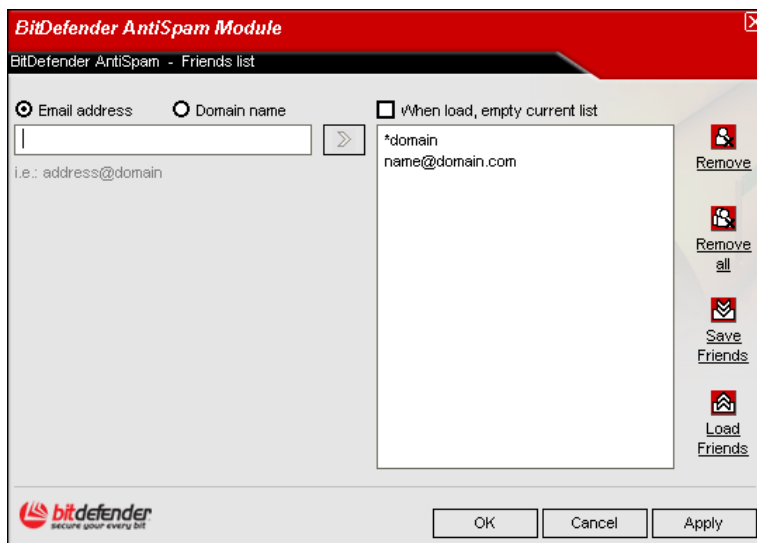 BitDefender AntiSpam Module
BitDefender AntiSpam - Friends list
Email address
Domain name
When load, empty current list
i.e.: address@domain
*domain
name@domain.com
Remove
Remove
all
Save
Friends
Load
Friends
bitdefender
secure your every bit
OK
Cancel
Apply